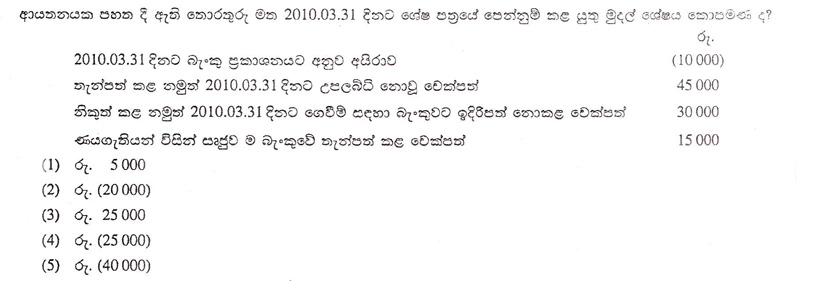 ආයතනයක පහත දී ඇති තොරතුරු මත 2010.03.31 දිනට ශේෂ පත්‍රයේ පෙන්නුම් කළ යුතු මුදල් ශේෂය කොපමණ ද?
රු.
2010.03.31 දිනට බැංකු ප්‍රකාශනයට අනුව අයිරාව (10 000)
තැන්පත් කළ නමුත් 2010.03.31 දිනට උපලබ්ධි නොවූ චෙක්පත් 45 000
නිකුත් කළ නමුත් 2010.03.31 දිනට ගෙවීම් සඳහා බැංකුවට ඉදිරිපත් නොකළ චෙක්පත් 30 000
ණයගැතියන් විසින් සෘජුව ම බැංකුවේ තැන්පත් කළ චෙක්පත් 15 000
(1) රු. 5 000
(2) රු. (20 000)
(3) රු. 25 000
(4) රු. (25 000)
(5) රු. (40 000)